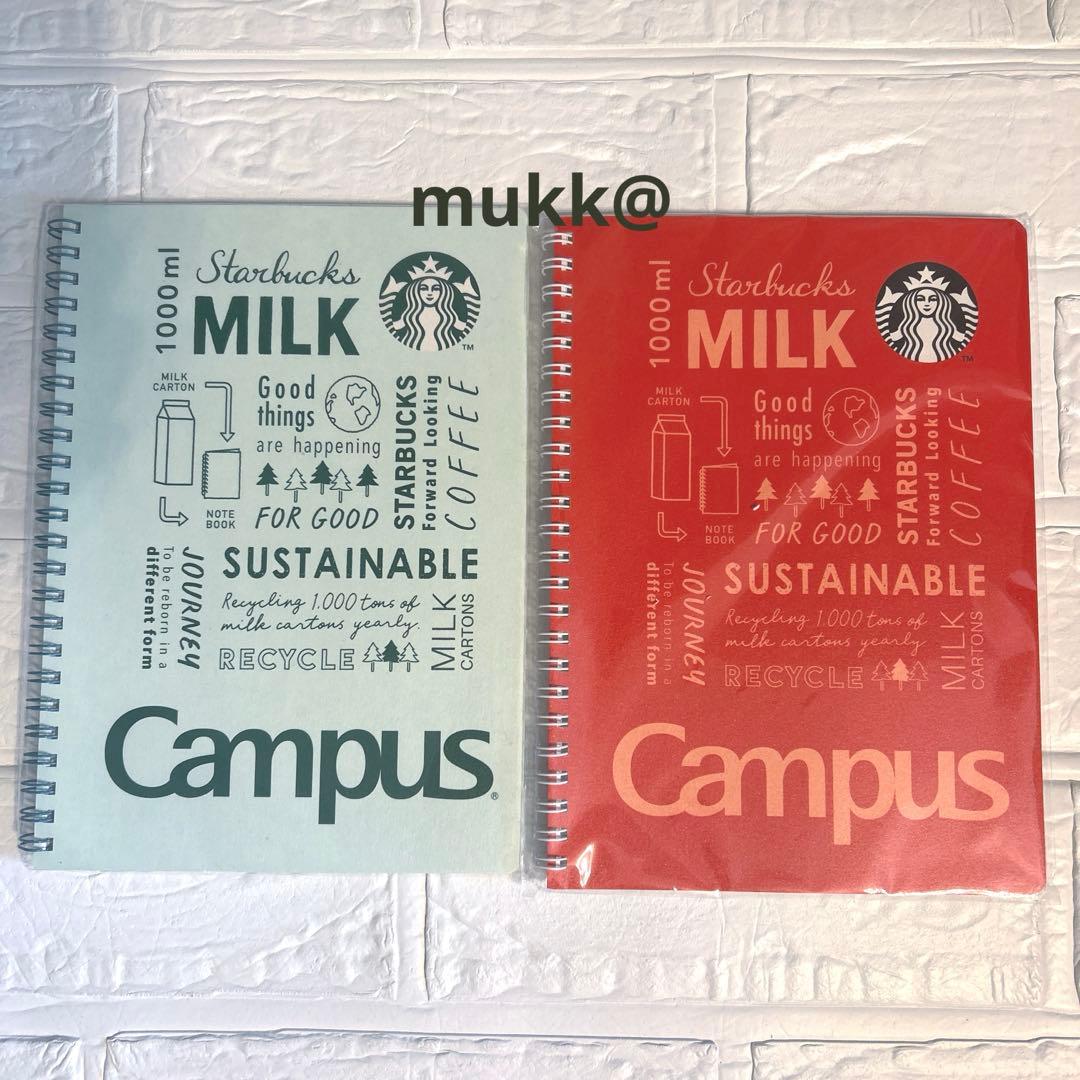 mukk@
1000 ml
Starbucks
MILK
TM
MILK
CARTON
Good
things
are happening
NOTE
BOOK
FOR GOOD
STARBUCKS
Forward Looking
COFFEE
SUSTAINABLE
Recycling 1.000 tons of
milk cartons yearly.
RECYCLE
JOURNEY
To be reborn in a
different form
MILK
CARTONS
Campus®
1000 ml
Starbucks
MILK
TM
MILK
CARTON
Good
things
are happening
NOTE
BOOK
FOR GOOD
STARBUCKS
Forward Looking
COFFEE
SUSTAINABLE
Recycling 1.000 tons of
milk cartons yearly.
RECYCLE
JOURNEY
To be reborn in a
different form
MILK
CARTONS
Campus